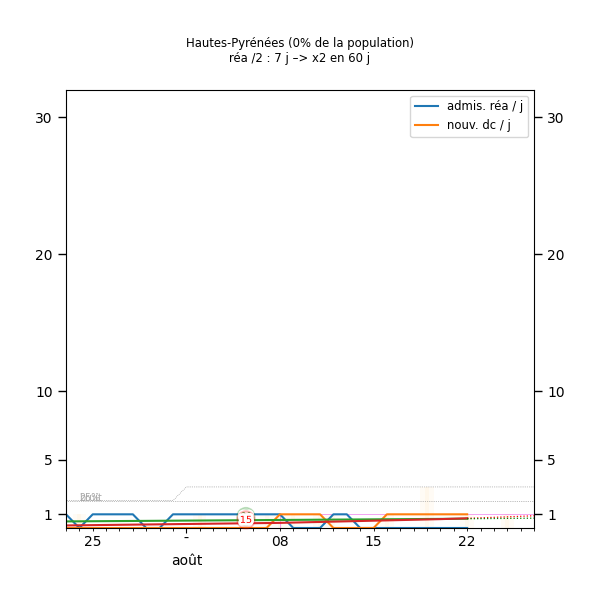 Hautes-Pyrénées (0% de la population)
réa /2 : 7 j –> x2 en 60 j
admis. réa / j
nouv. dc / j
30 30
20 20
10 10
5 5
1 1
15
25 - 08 15 22
août